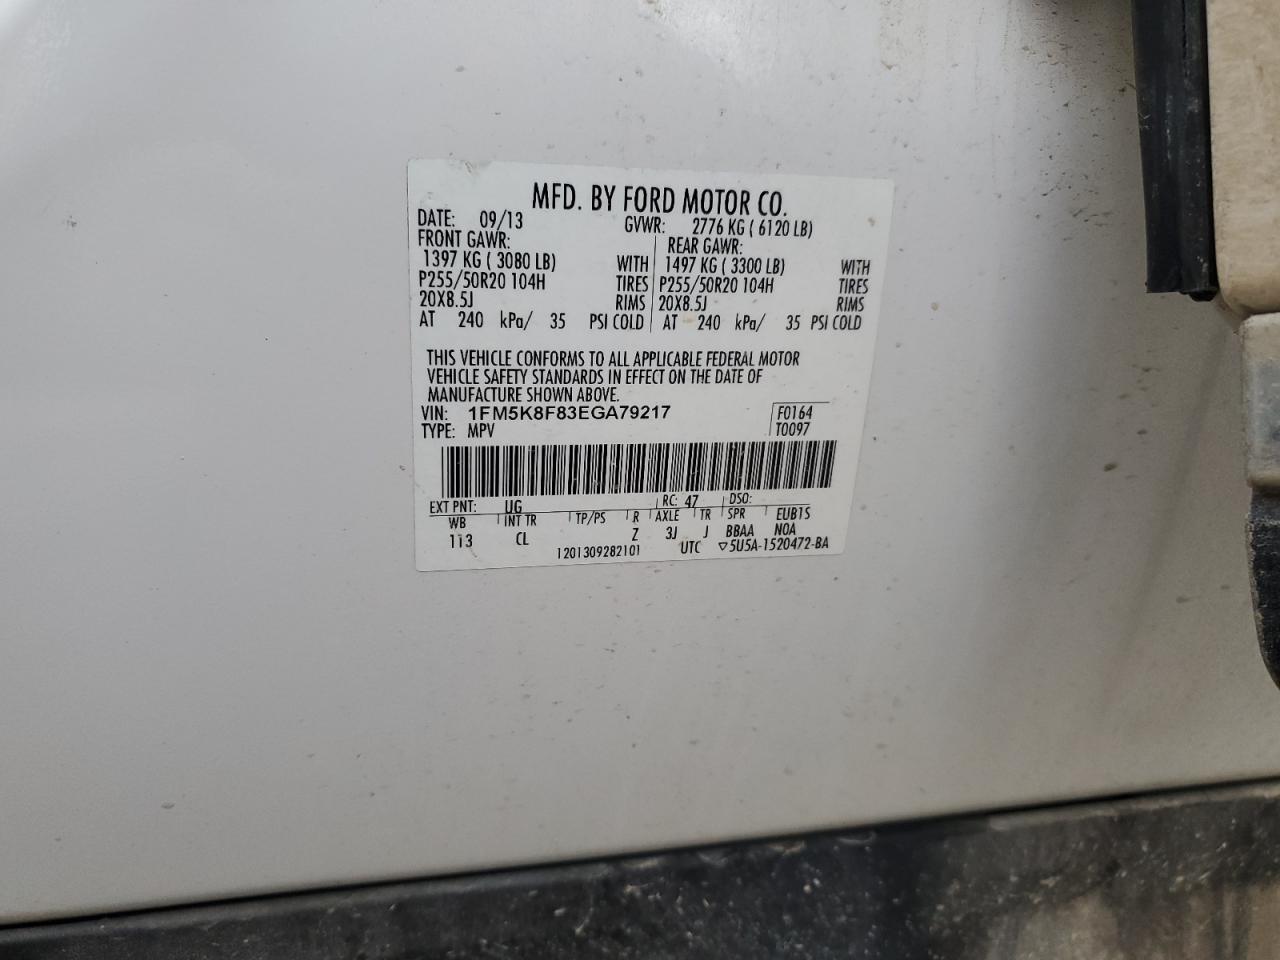 MFD. BY FORD MOTOR CO.
DATE: 09/13 GVWR: 2776 KG ( 6120 LB)
FRONT GAWR: REAR GAWR:
1397 KG ( 3080 LB) WITH 1497 KG ( 3300 LB) WITH
P255/50R20 104H TIRES P255/50R20 104H TIRES
20X8.5J RIMS 20X8.5J RIMS
AT 240 kPa/ 35 PSI COLD AT 240 kPa/ 35 PSI COLD
THIS VEHICLE CONFORMS TO ALL APPLICABLE FEDERAL MOTOR
VEHICLE SAFETY STANDARDS IN EFFECT ON THE DATE OF
MANUFACTURE SHOWN ABOVE.
VIN: 1FM5K8F83EGA79217 F0164
TYPE: MPV T0097
EXT PNT: UG RC: 47 DSO:
WB INT TR TP/PS R AXLE TR SPR EUB1S
113 CL Z 3J J BBAA NOA
1201309282101 UTC ▽5U5A-1520472-BA